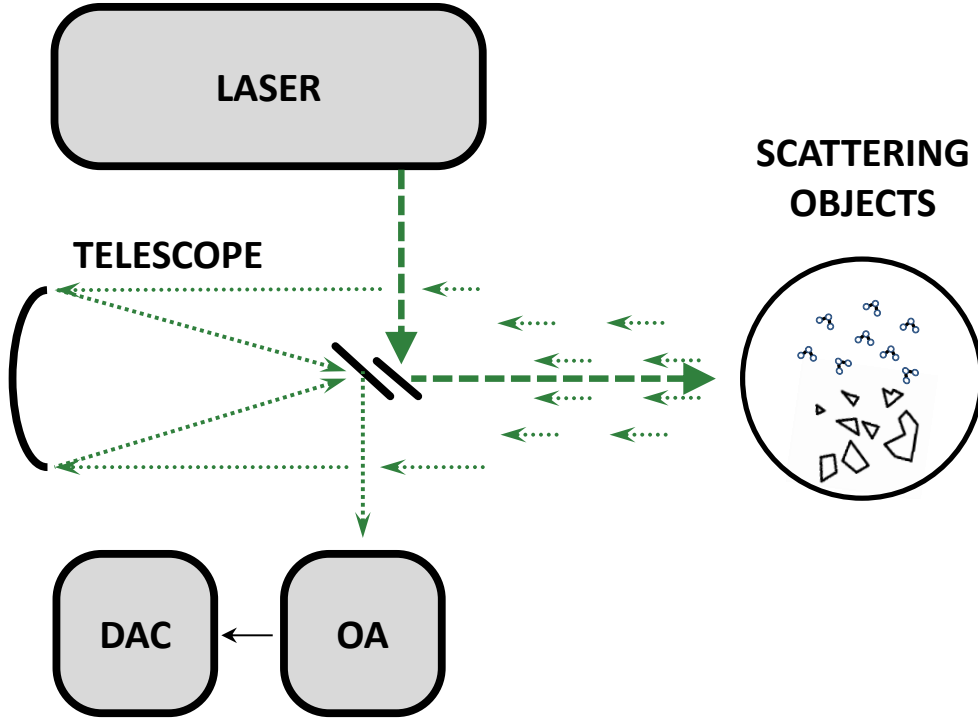 LASER
SCATTERING
OBJECTS
TELESCOPE
DAC
OA